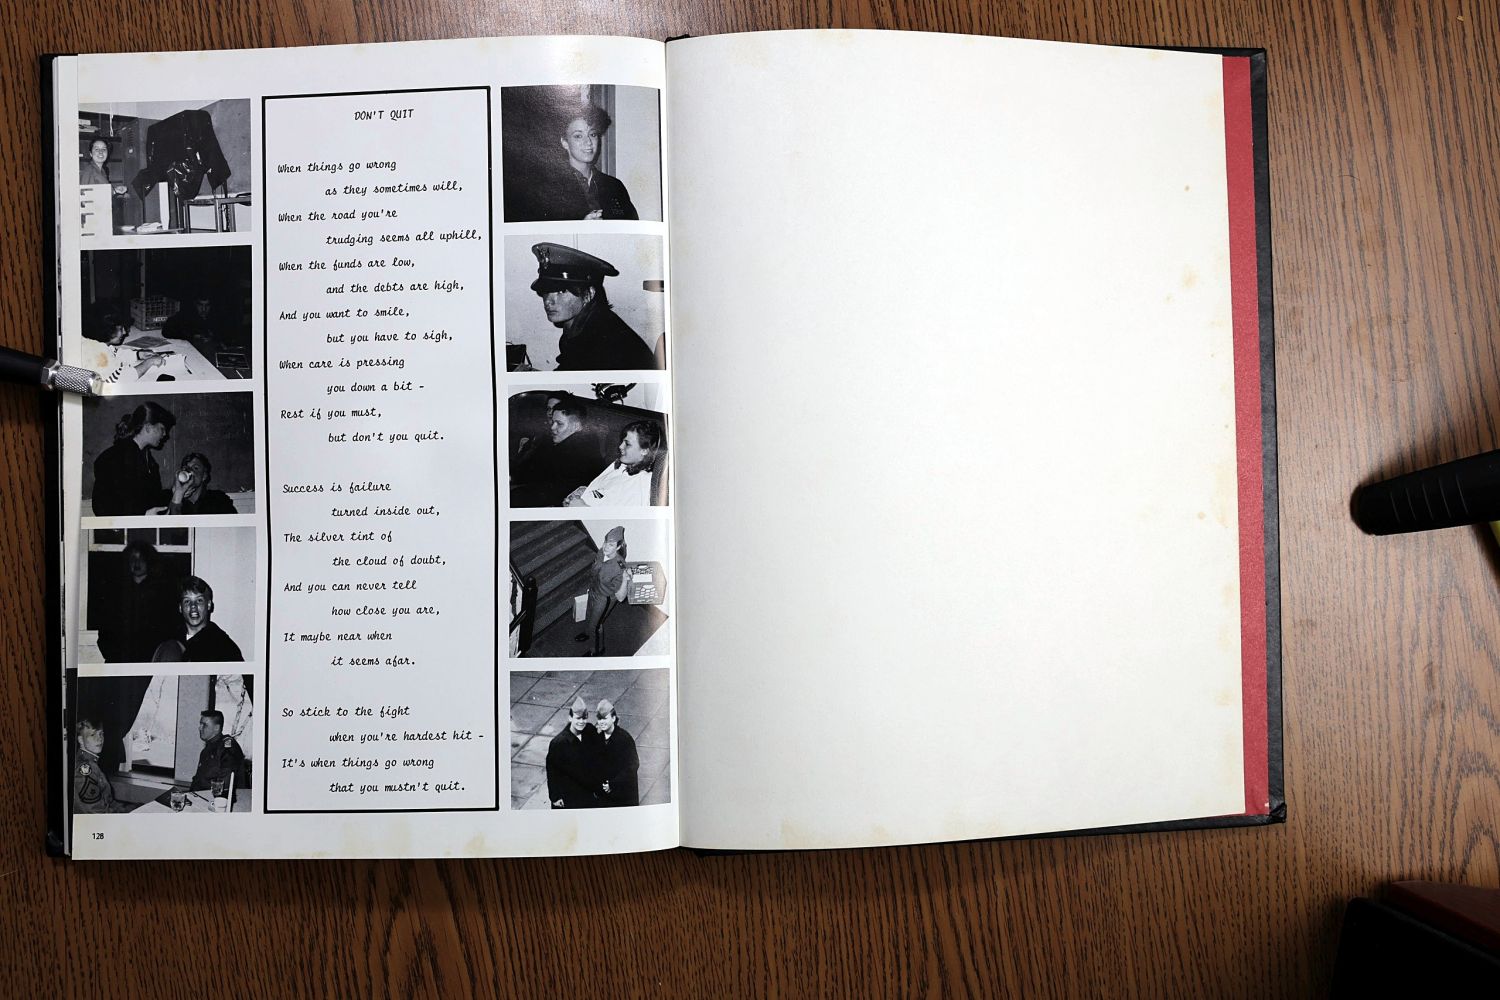 DON'T QUIT
When things go wrong
as they sometimes will,
When the road you're
trudging seems all uphill,
When the funds are low,
and the debts are high,
And you want to smile,
but you have to sigh,
When care is pressing
you down a bit -
Rest if you must,
but don't you quit.
Success is failure
turned inside out,
The silver tint of
the cloud of doubt,
And you can never tell
how close you are,
It maybe near when
it seems afar.
So stick to the fight
when you're hardest hit -
It's when things go wrong
that you mustn't quit.
128